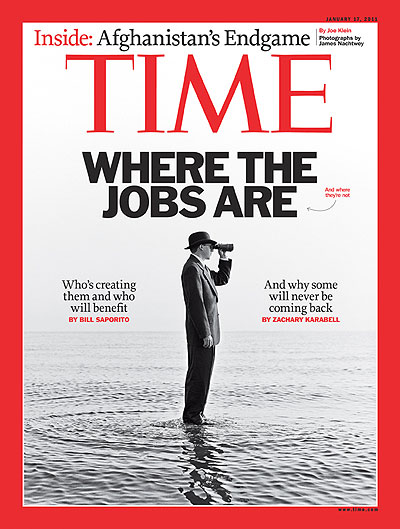 JANUARY 17, 2011
Inside: Afghanistan's Endgame
By Joe Klein
Photographs by
James Nachtwey
TIME
WHERE THE
JOBS ARE
And where
they're not
Who's creating
them and who
will benefit
BY BILL SAPORITO
And why some
will never be
coming back
BY ZACHARY KARABELL
www.time.com